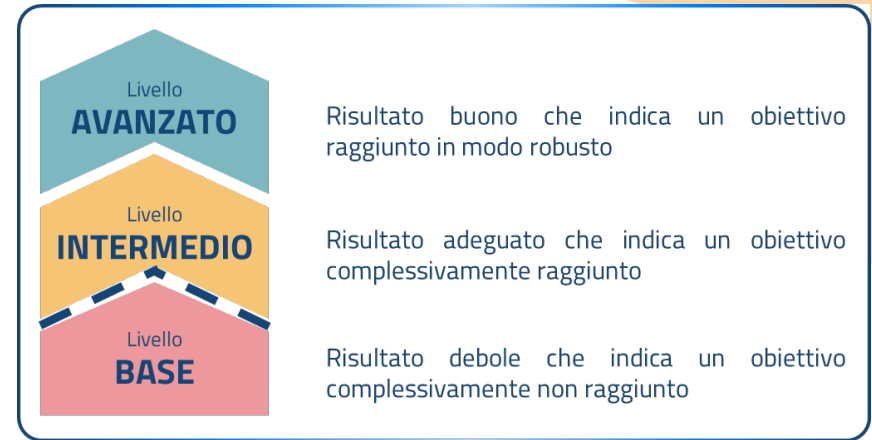 Livello
AVANZATO
Risultato buono che indica un obiettivo
raggiunto in modo robusto
Livello
INTERMEDIO
Risultato adeguato che indica un obiettivo
complessivamente raggiunto
Livello
BASE
Risultato debole che indica un obiettivo
complessivamente non raggiunto